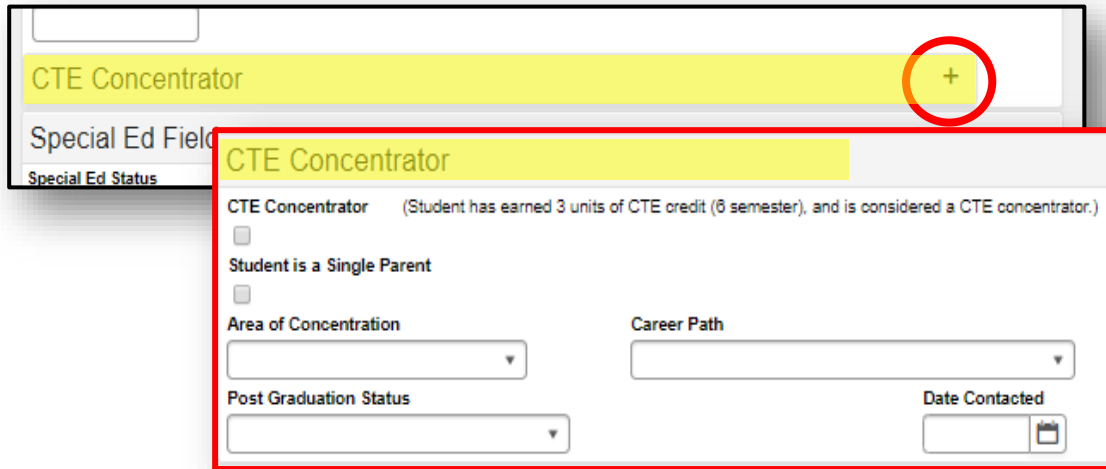 CTE Concentrator +
Special Ed Field
Special Ed Status
CTE Concentrator
CTE Concentrator (Student has earned 3 units of CTE credit (6 semester), and is considered a CTE concentrator.)
Student is a Single Parent
Area of Concentration Career Path
Post Graduation Status Date Contacted